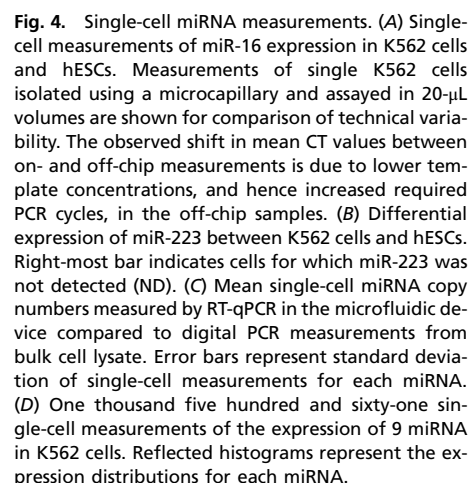 Fig. 4. Single-cell miRNA measurements. (A) Single-
cell measurements of miR-16 expression in K562 cells
and hESCs. Measurements of single K562 cells
isolated using a microcapillary and assayed in 20-μL
volumes are shown for comparison of technical varia-
bility. The observed shift in mean CT values between
on- and off-chip measurements is due to lower tem-
plate concentrations, and hence increased required
PCR cycles, in the off-chip samples. (B) Differential
expression of miR-223 between K562 cells and hESCs.
Right-most bar indicates cells for which miR-223 was
not detected (ND). (C) Mean single-cell miRNA copy
numbers measured by RT-qPCR in the microfluidic de-
vice compared to digital PCR measurements from
bulk cell lysate. Error bars represent standard devia-
tion of single-cell measurements for each miRNA.
(D) One thousand five hundred and sixty-one sin-
gle-cell measurements of the expression of 9 miRNA
in K562 cells. Reflected histograms represent the ex-
pression distributions for each miRNA.